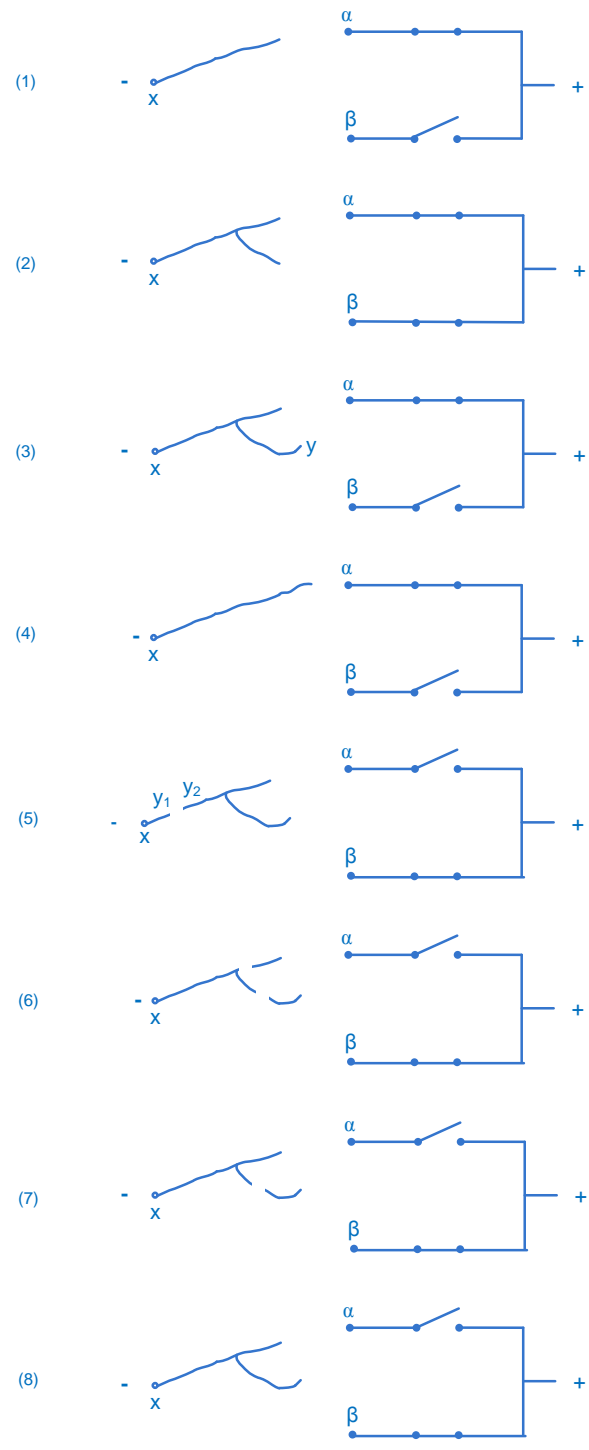 α
(1) - x +
β
α
(2) - x +
β
α
(3) - x y +
β
α
(4) - x +
β
α
(5) - x y₁ y₂ +
β
α
(6) - x +
β
α
(7) - x +
β
α
(8) - x +
β